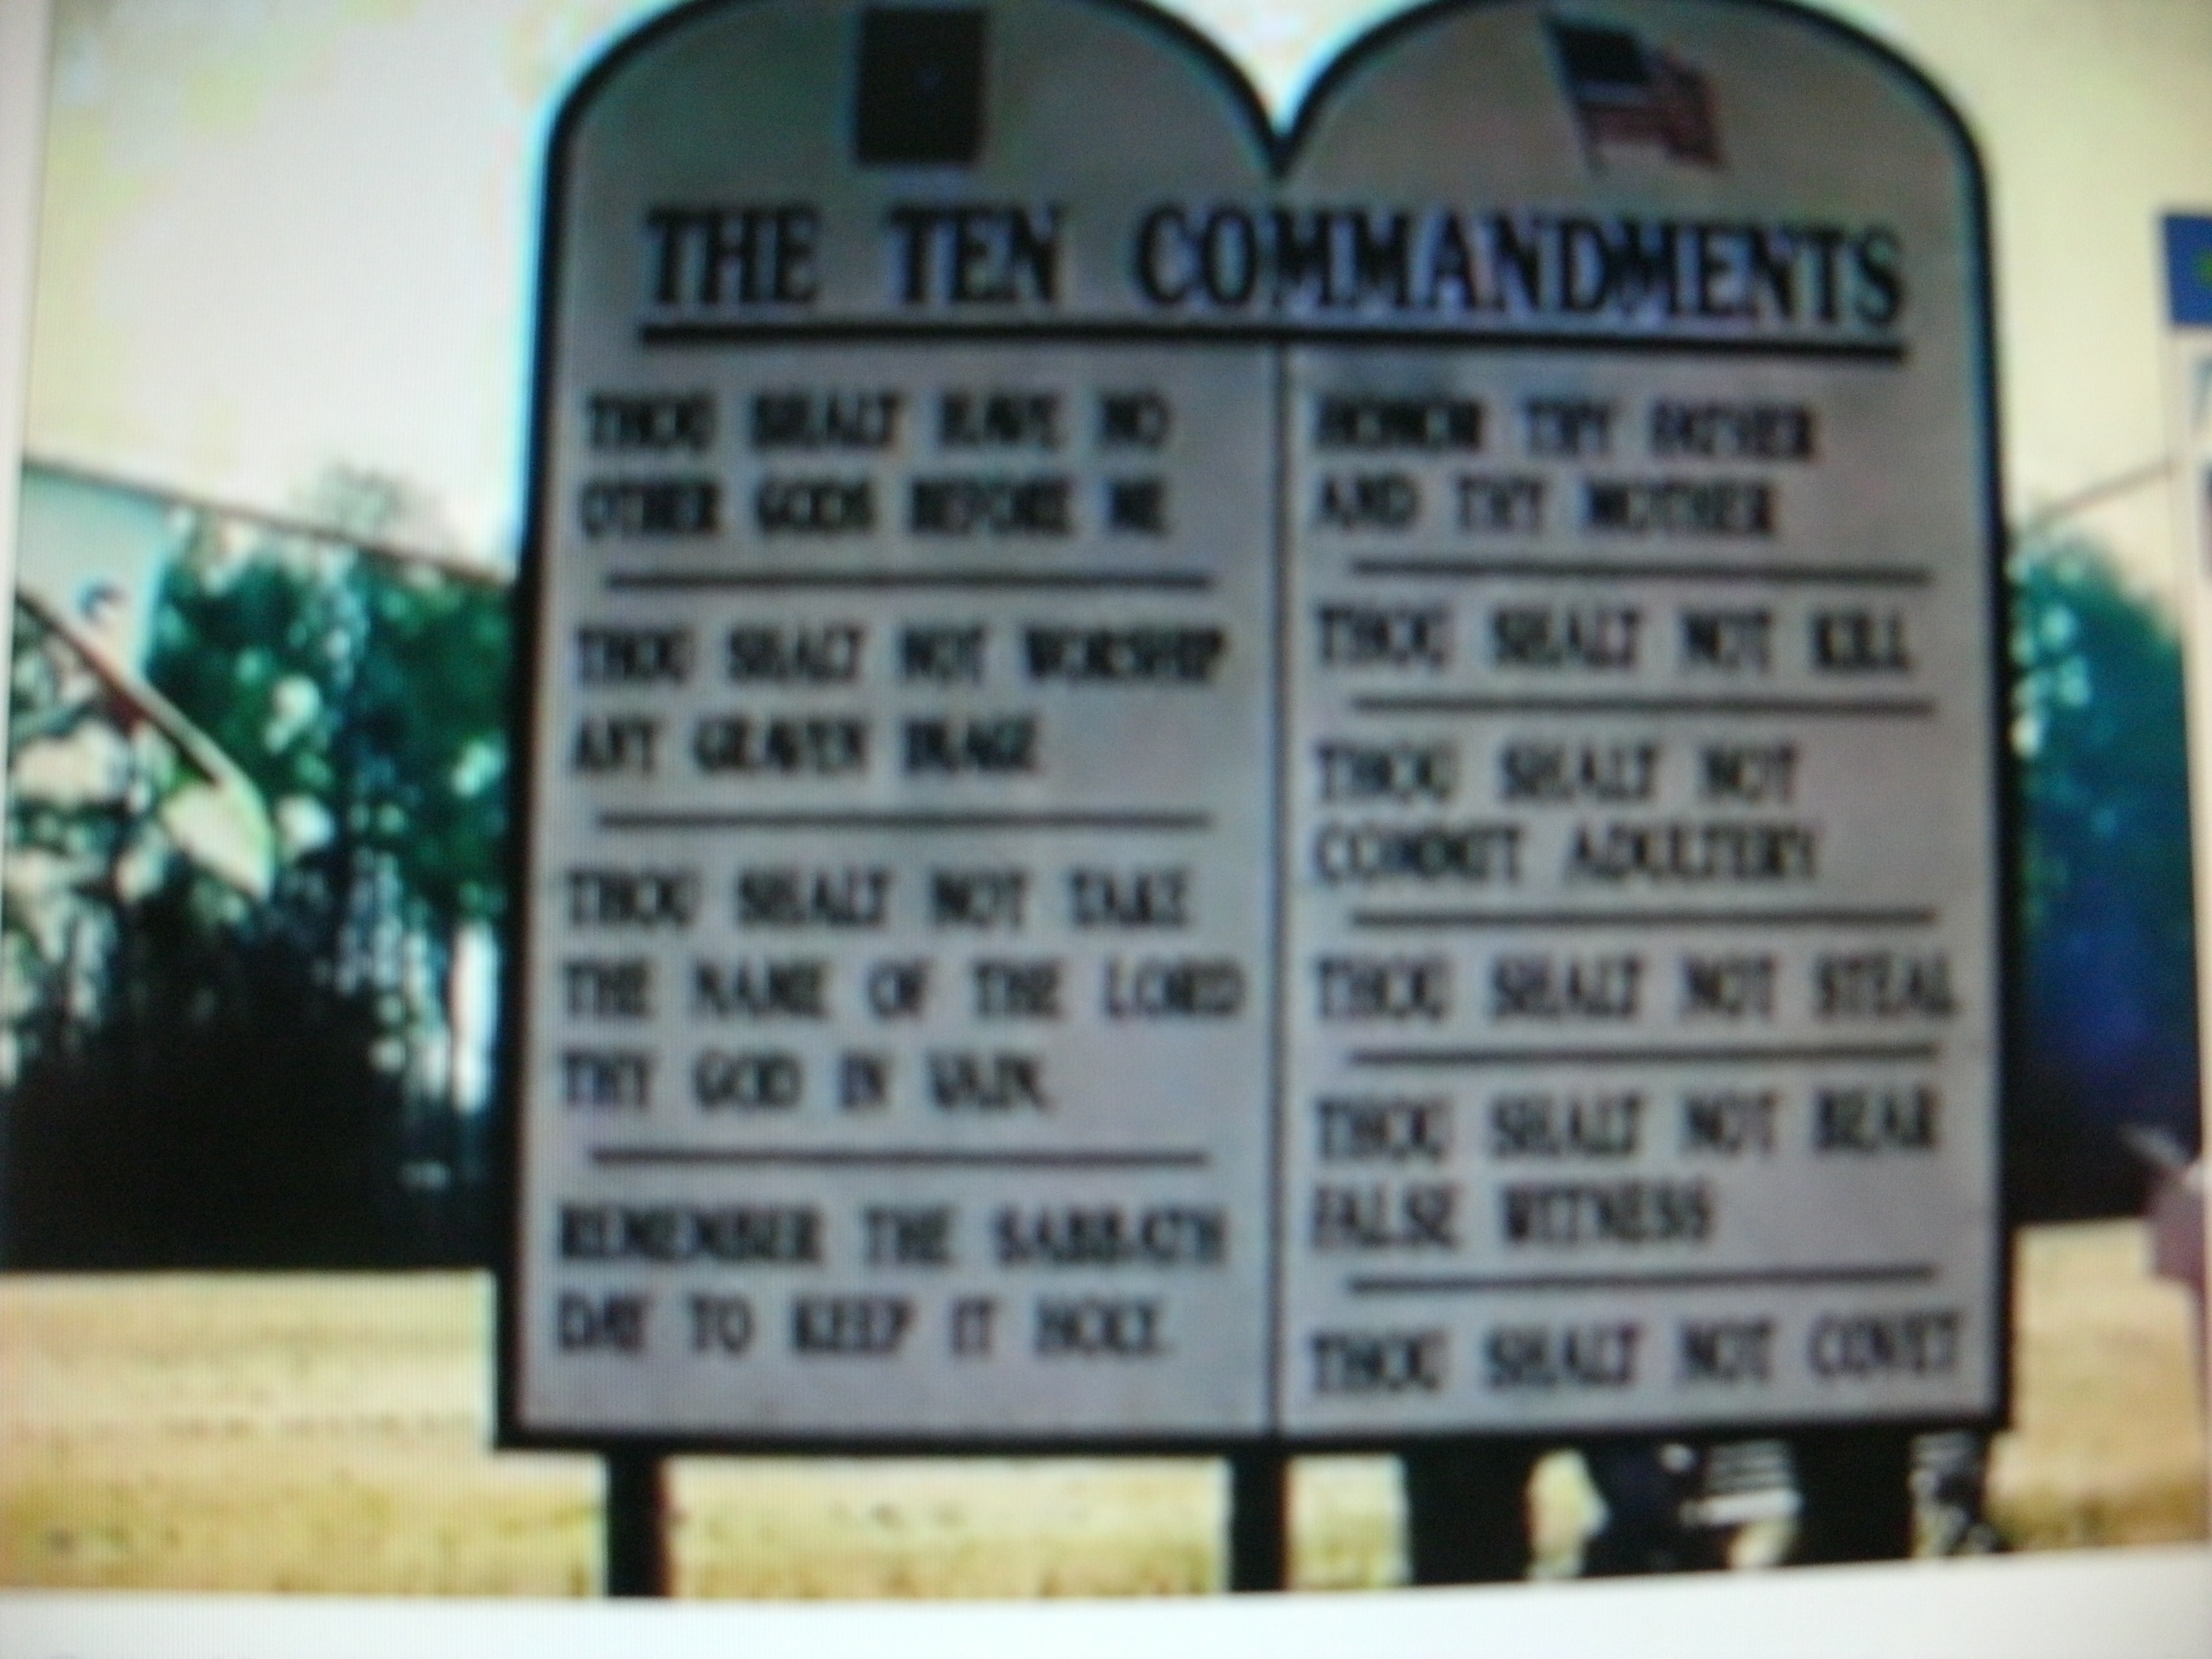 THE TEN COMMANDMENTS
THOU SHALT HAVE NO
OTHER GODS BEFORE ME
THOU SHALT NOT WORSHIP
ANY GRAVEN IMAGE
THOU SHALT NOT TAKE
THE NAME OF THE LORD
THY GOD IN VAIN.
REMEMBER THE SABBATH
DAY TO KEEP IT HOLY.
HONOR THY FATHER
AND THY MOTHER
THOU SHALT NOT KILL
THOU SHALT NOT
COMMIT ADULTERY
THOU SHALT NOT STEAL
THOU SHALT NOT BEAR
FALSE WITNESS
THOU SHALT NOT COVET